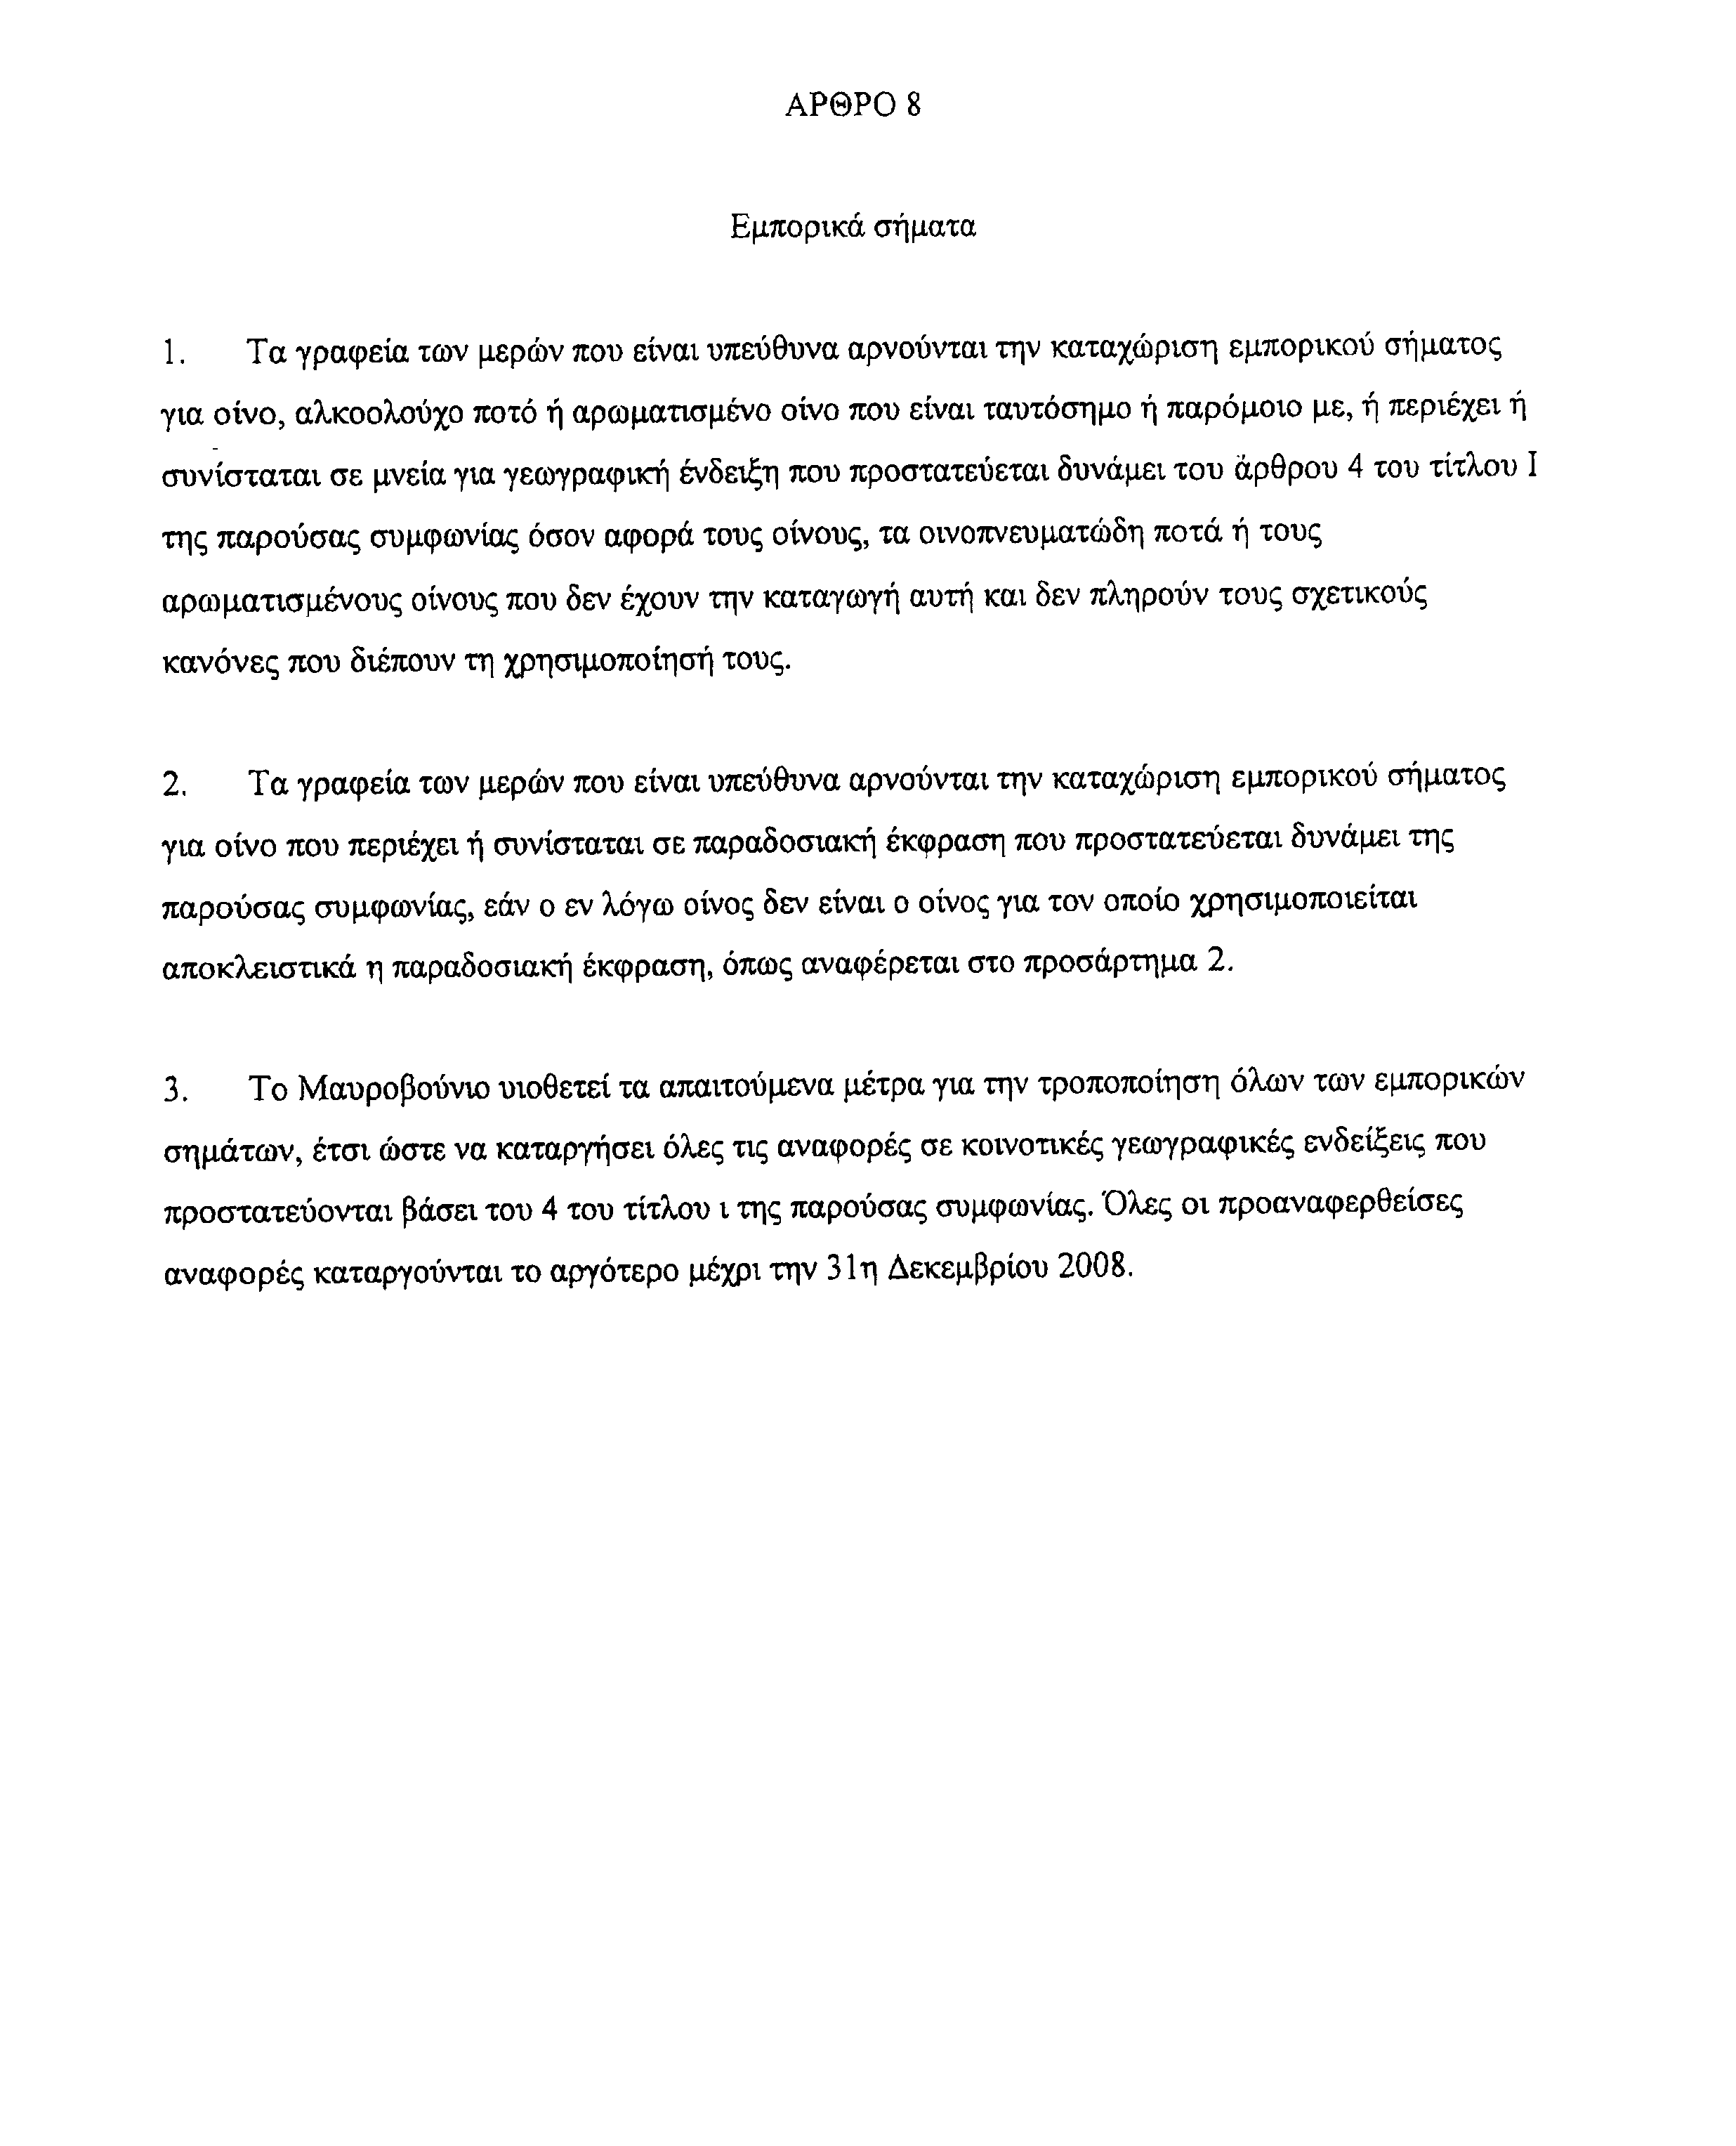 ΑΡΘΡΟ 8
Εμπορικά σήματα
1. Τα γραφεία των μερών που είναι υπεύθυνα αρνούνται την καταχώριση εμπορικού σήματος
για οίνο, αλκοολούχο ποτό ή αρωματισμένο οίνο που είναι ταυτόσημο ή παρόμοιο με, ή περιέχει ή
συνίσταται σε μνεία για γεωγραφική ένδειξη που προστατεύεται δυνάμει του άρθρου 4 του τίτλου Ι
της παρούσας συμφωνίας όσον αφορά τους οίνους, τα οινοπνευματώδη ποτά ή τους
αρωματισμένους οίνους που δεν έχουν την καταγωγή αυτή και δεν πληρούν τους σχετικούς
κανόνες που διέπουν τη χρησιμοποίησή τους.
2. Τα γραφεία των μερών που είναι υπεύθυνα αρνούνται την καταχώριση εμπορικού σήματος
για οίνο που περιέχει ή συνίσταται σε παραδοσιακή έκφραση που προστατεύεται δυνάμει της
παρούσας συμφωνίας, εάν ο εν λόγω οίνος δεν είναι ο οίνος για τον οποίο χρησιμοποιείται
αποκλειστικά η παραδοσιακή έκφραση, όπως αναφέρεται στο προσάρτημα 2.
3. Το Μαυροβούνιο υιοθετεί τα απαιτούμενα μέτρα για την τροποποίηση όλων των εμπορικών
σημάτων, έτσι ώστε να καταργήσει όλες τις αναφορές σε κοινοτικές γεωγραφικές ενδείξεις που
προστατεύονται βάσει του 4 του τίτλου ι της παρούσας συμφωνίας. Όλες οι προαναφερθείσες
αναφορές καταργούνται το αργότερο μέχρι την 31η Δεκεμβρίου 2008.